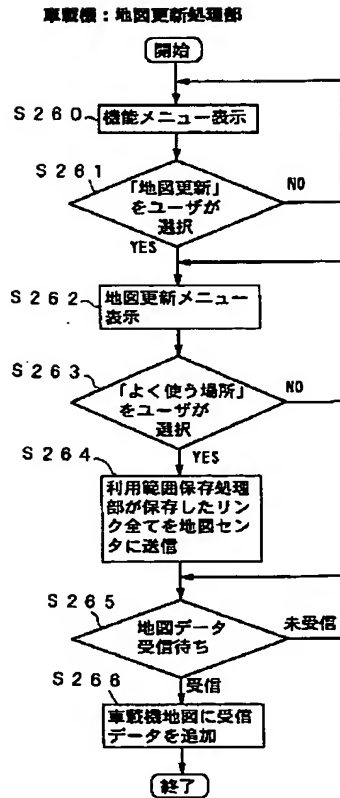 車載機:地図更新処理部
開始
S260
機能メニュー表示
S261
「地図更新」
をユーザが
選択
NO
YES
S262
地図更新メニュー
表示
S263
「よく使う場所」
をユーザが
選択
NO
YES
S264
利用範囲保存処理
部が保存したリン
ク全てを地図セン
タに送信
S265
地図データ
受信待ち
未受信
受信
S266
車載機地図に受信
データを追加
終了